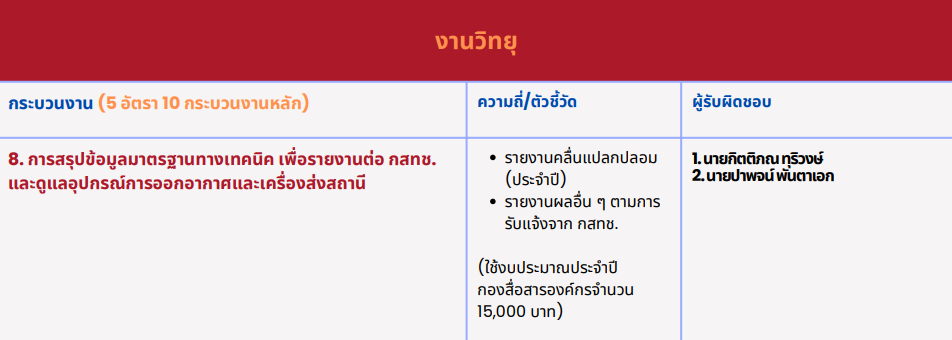 งานวิทยุ
กระบวนงาน (5 อัตรา 10 กระบวนงานหลัก)
ความถี่/ตัวชี้วัด
ผู้รับผิดชอบ
8. การสรุปข้อมูลมาตรฐานทางเทคนิค เพื่อรายงานต่อ กสทช.
และดูแลอุปกรณ์การออกอากาศและเครื่องส่งสถานี
• รายงานคลื่นแปลกปลอม
(ประจำปี)
• รายงานผลอื่น ๆ ตามการ
รับแจ้งจาก กสทช.
(ใช้งบประมาณประจำปี
กองสื่อสารองค์กรจำนวน
15,000 บาท)
1. นายกิตติภณ ทุริวงษ์
2. นายปาพจน์ พันตาเอก